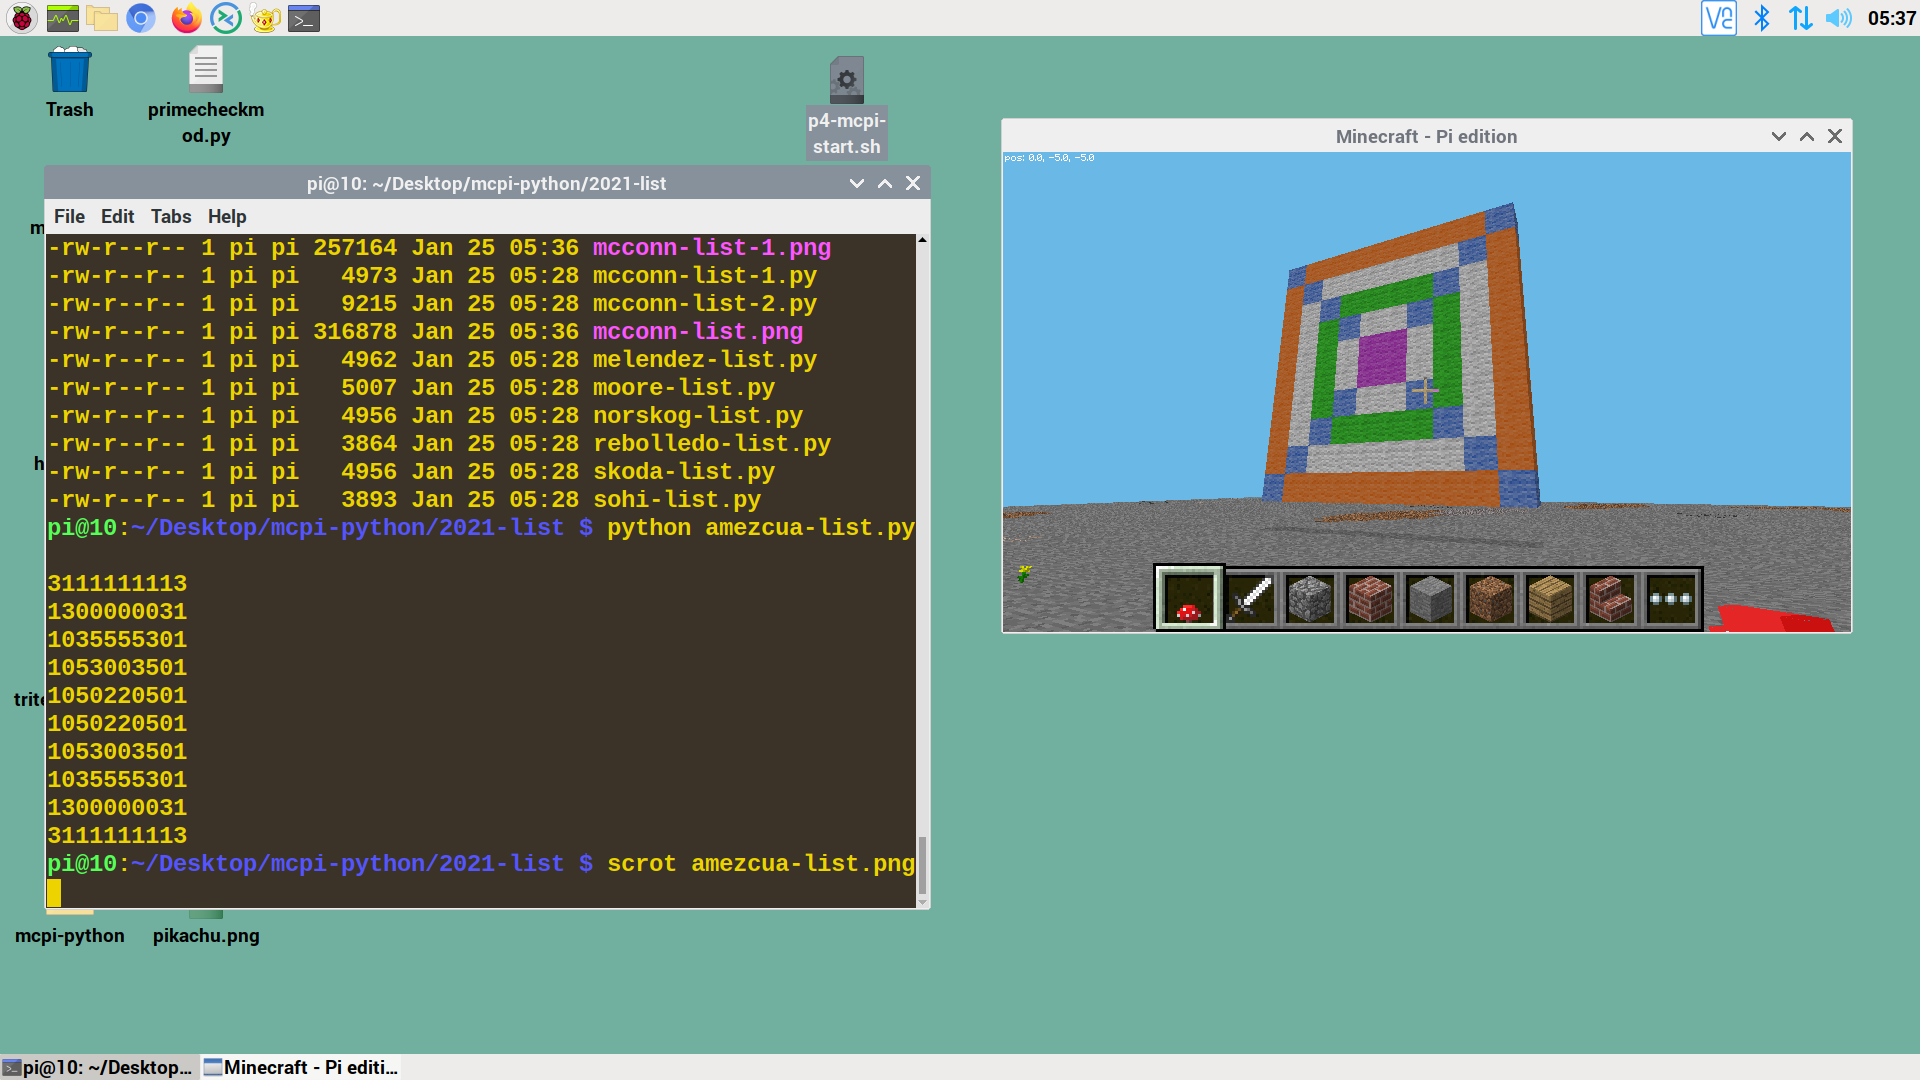 05:37
Trash
primecheckm
od.py
p4-mcpi-
start.sh
Minecraft - Pi edition
pos: 0.0, -5.0, -5.0
pi@10: ~/Desktop/mcpi-python/2021-list
File Edit Tabs Help
-rw-r--r-- 1 pi pi 257164 Jan 25 05:36 mcconn-list-1.png
-rw-r--r-- 1 pi pi   4973 Jan 25 05:28 mcconn-list-1.py
-rw-r--r-- 1 pi pi   9215 Jan 25 05:28 mcconn-list-2.py
-rw-r--r-- 1 pi pi 316878 Jan 25 05:36 mcconn-list.png
-rw-r--r-- 1 pi pi   4962 Jan 25 05:28 melendez-list.py
-rw-r--r-- 1 pi pi   5007 Jan 25 05:28 moore-list.py
-rw-r--r-- 1 pi pi   4956 Jan 25 05:28 norskog-list.py
-rw-r--r-- 1 pi pi   3864 Jan 25 05:28 rebolledo-list.py
-rw-r--r-- 1 pi pi   4956 Jan 25 05:28 skoda-list.py
-rw-r--r-- 1 pi pi   3893 Jan 25 05:28 sohi-list.py
pi@10:~/Desktop/mcpi-python/2021-list $ python amezcua-list.py
3111111113
1300000031
1035555301
1053003501
1050220501
1050220501
1053003501
1035555301
1300000031
3111111113
pi@10:~/Desktop/mcpi-python/2021-list $ scrot amezcua-list.png
m
h
trit
mcpi-python
pikachu.png
pi@10: ~/Desktop...
Minecraft - Pi editi...